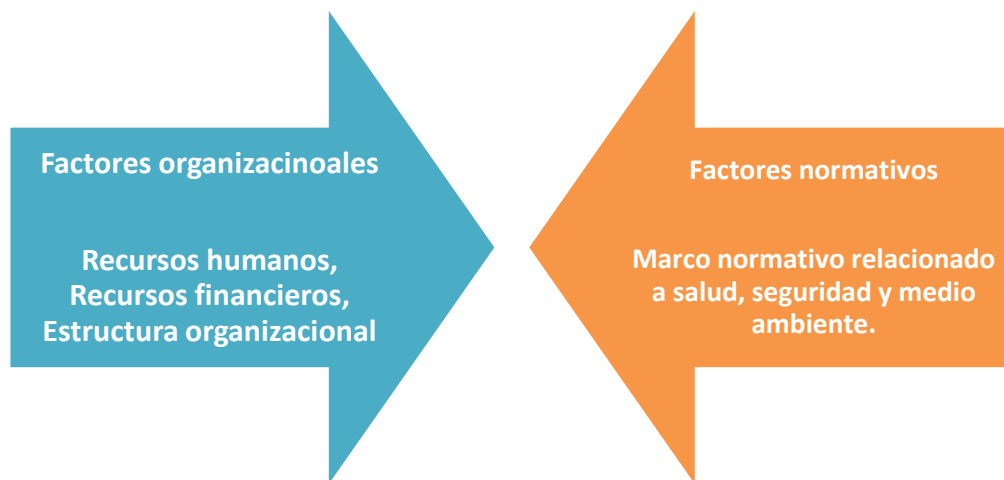 Factores organizacinoales
Recursos humanos,
Recursos financieros,
Estructura organizacional
Factores normativos
Marco normativo relacionado
a salud, seguridad y medio
ambiente.